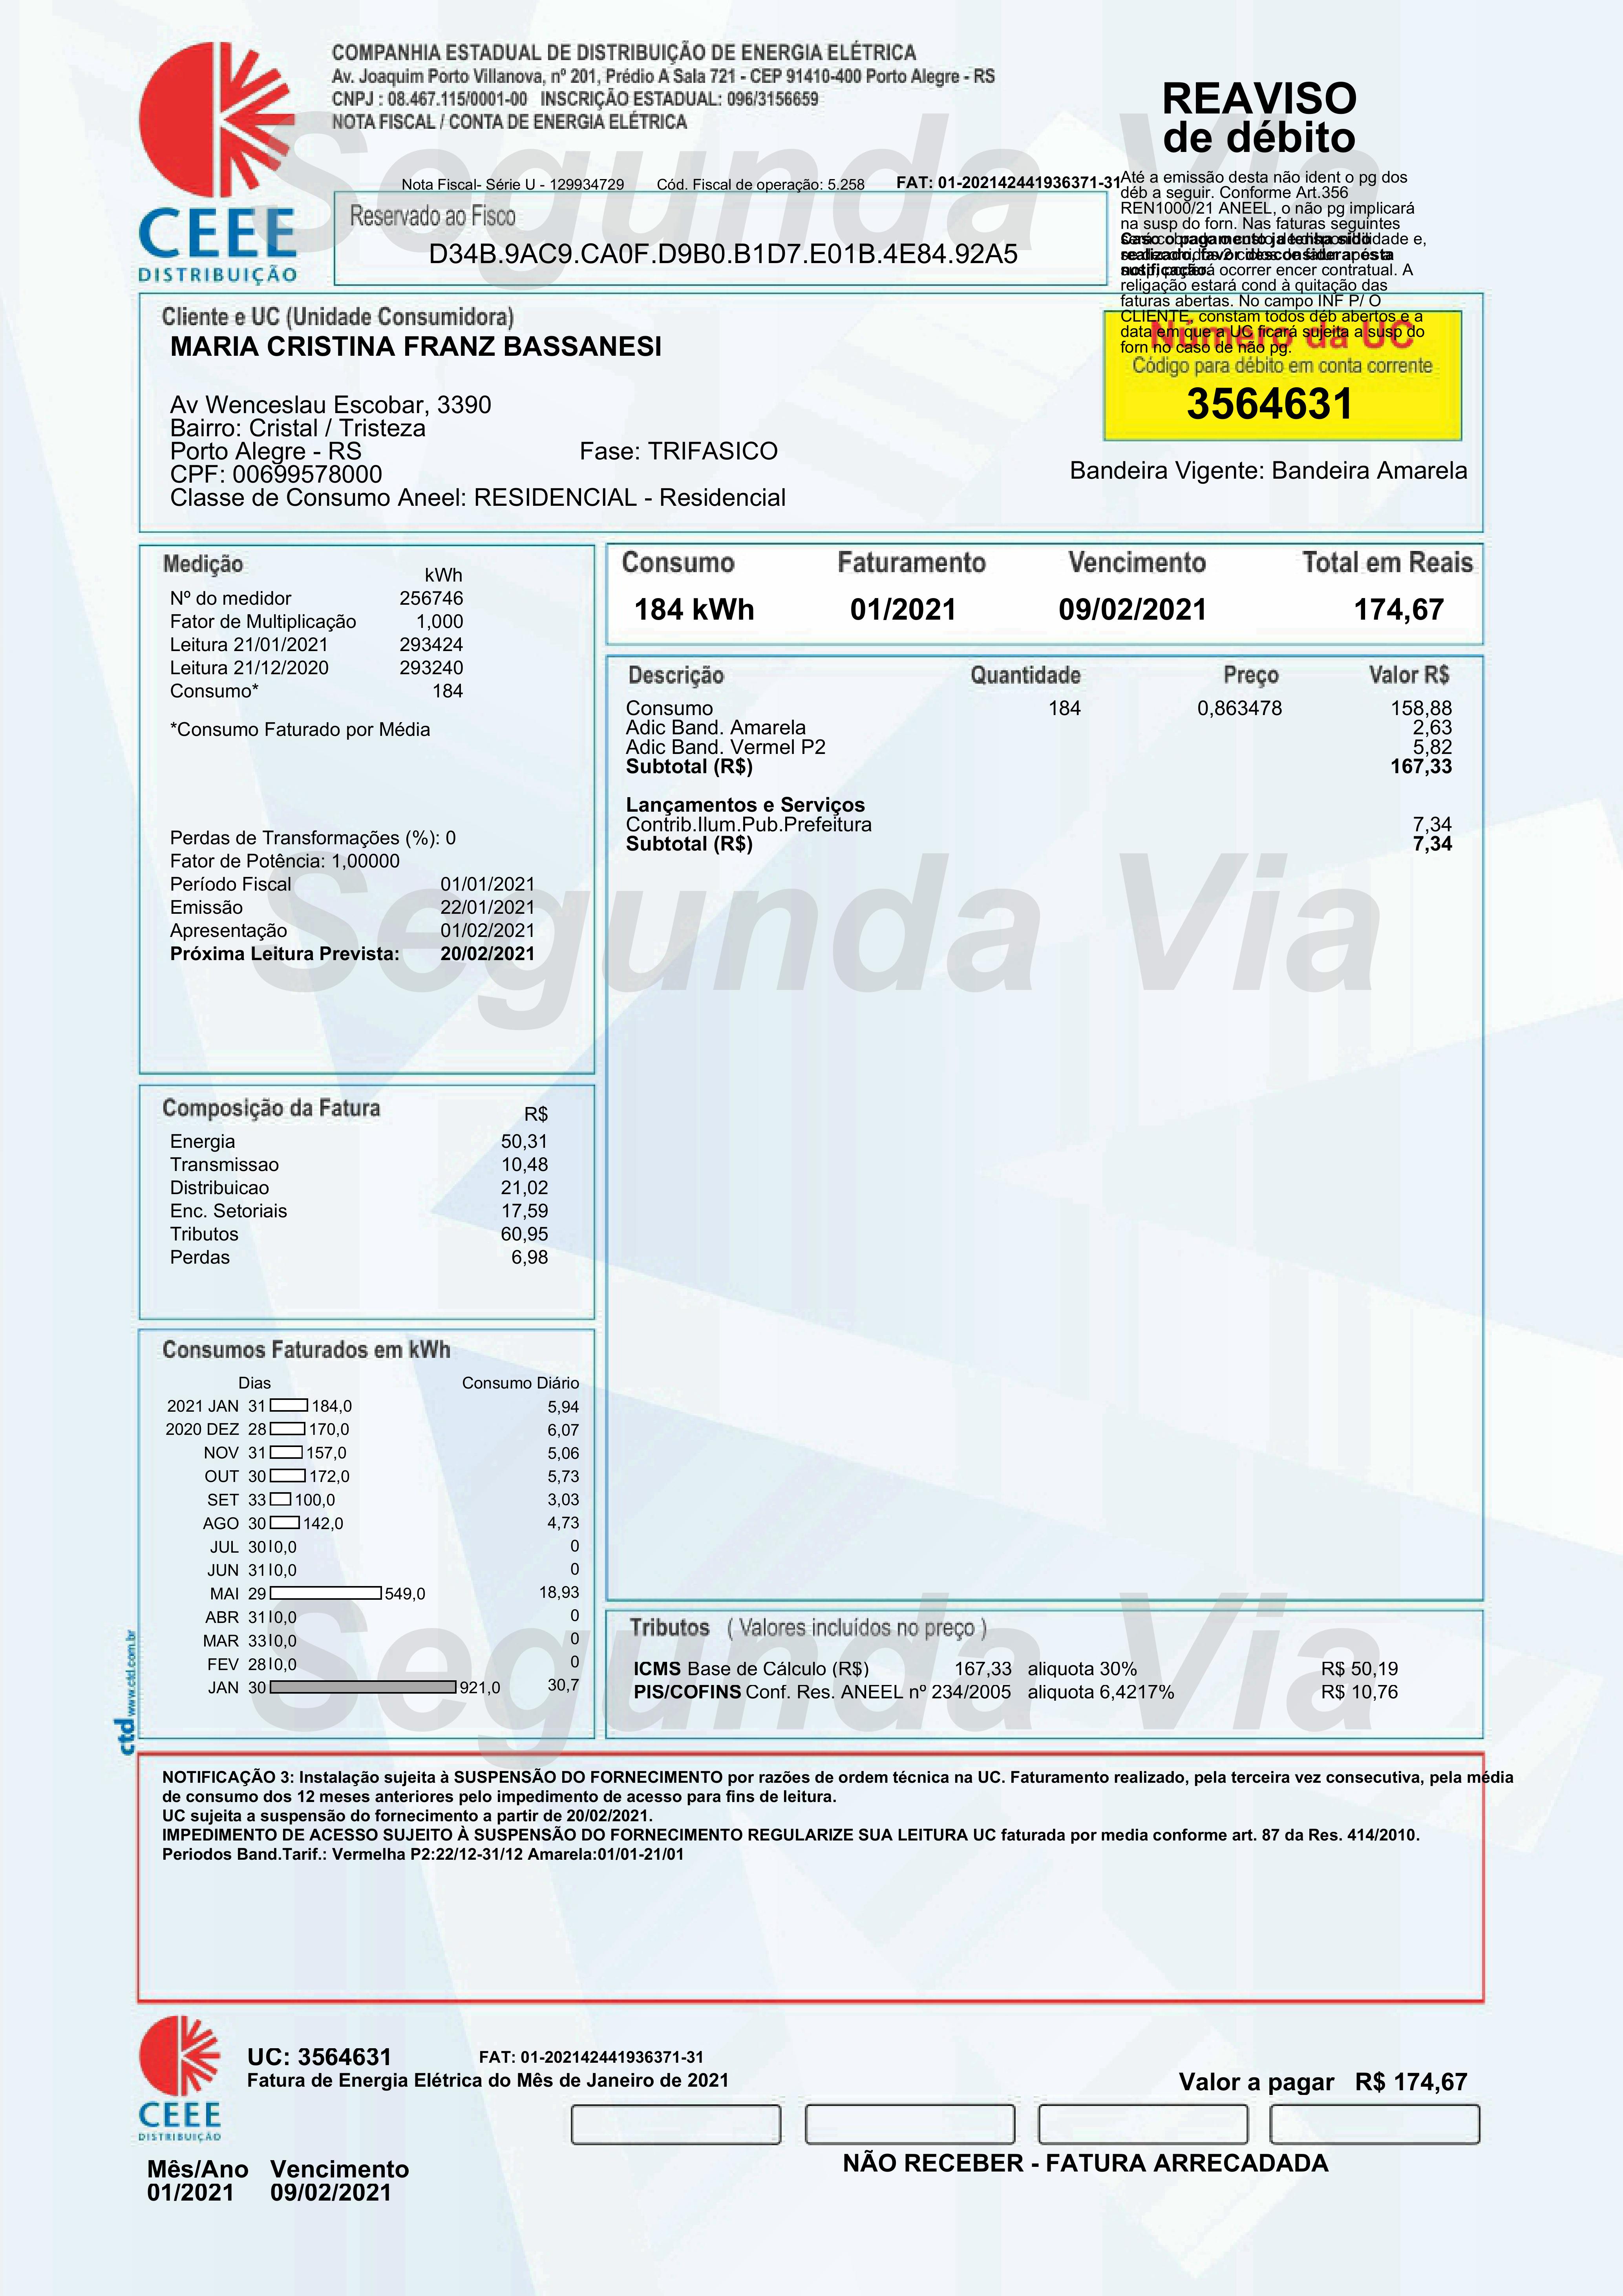 COMPANHIA ESTADUAL DE DISTRIBUIÇÃO DE ENERGIA ELÉTRICA
Av. Joaquim Porto Villanova, nº 201, Prédio A Sala 721 - CEP 91410-400 Porto Alegre - RS
CNPJ : 08.467.115/0001-00 INSCRIÇÃO ESTADUAL: 096/3156659
NOTA FISCAL / CONTA DE ENERGIA ELÉTRICA
REAVISO
de débito
Segunda Via
CEEE
DISTRIBUIÇÃO
Nota Fiscal- Série U - 129934729 Cód. Fiscal de operação: 5.258 FAT: 01-202142441936371-31
Reservado ao Fisco
D34B.9AC9.CA0F.D9B0.B1D7.E01B.4E84.92A5
Até a emissão desta não ident o pg dos
déb a seguir. Conforme Art.356
REN1000/21 ANEEL, o não pg implicará
na susp do forn. Nas faturas seguintes
Caso o pagamento ja tenha sido
realizado, favor desconsiderar esta
notificação.
ocorrer encer contratual. A
religação estará cond à quitação das
faturas abertas. No campo INF P/ O
CLIENTE, constam todos déb abertos e a
data em que a UC ficará sujeita a susp do
forn no caso de não pg.
Número da UC
Código para débito em conta corrente
3564631
Bandeira Vigente: Bandeira Amarela
Cliente e UC (Unidade Consumidora)
MARIA CRISTINA FRANZ BASSANESI
Av Wenceslau Escobar, 3390
Bairro: Cristal / Tristeza
Porto Alegre - RS Fase: TRIFASICO
CPF: 00699578000
Classe de Consumo Aneel: RESIDENCIAL - Residencial
Medição
kWh
Nº do medidor 256746
Fator de Multiplicação 1,000
Leitura 21/01/2021 293424
Leitura 21/12/2020 293240
Consumo* 184
*Consumo Faturado por Média
Perdas de Transformações (%): 0
Fator de Potência: 1,00000
Período Fiscal 01/01/2021
Emissão 22/01/2021
Apresentação 01/02/2021
Próxima Leitura Prevista: 20/02/2021
Consumo Faturamento Vencimento Total em Reais
184 kWh 01/2021 09/02/2021 174,67
Descrição Quantidade Preço Valor R$
Consumo 184 0,863478 158,88
Adic Band. Amarela 2,63
Adic Band. Vermel P2 5,82
Subtotal (R$) 167,33
Lançamentos e Serviços
Contrib.Ilum.Pub.Prefeitura 7,34
Subtotal (R$) 7,34
Segunda Via
Composição da Fatura R$
Energia 50,31
Transmissao 10,48
Distribuicao 21,02
Enc. Setoriais 17,59
Tributos 60,95
Perdas 6,98
Consumos Faturados em kWh
Dias Consumo Diário
2021 JAN 31 184,0 5,94
2020 DEZ 28 170,0 6,07
NOV 31 157,0 5,06
OUT 30 172,0 5,73
SET 33 100,0 3,03
AGO 30 142,0 4,73
JUL 30 0,0 0
JUN 31 0,0 0
MAI 29 549,0 18,93
ABR 31 0,0 0
MAR 33 0,0 0
FEV 28 0,0 0
JAN 30 921,0 30,7
Segunda Via
Tributos ( Valores incluídos no preço )
ICMS Base de Cálculo (R$) 167,33 aliquota 30% R$ 50,19
PIS/COFINS Conf. Res. ANEEL nº 234/2005 aliquota 6,4217% R$ 10,76
ctd www.ctd.com.br
NOTIFICAÇÃO 3: Instalação sujeita à SUSPENSÃO DO FORNECIMENTO por razões de ordem técnica na UC. Faturamento realizado, pela terceira vez consecutiva, pela média
de consumo dos 12 meses anteriores pelo impedimento de acesso para fins de leitura.
UC sujeita a suspensão do fornecimento a partir de 20/02/2021.
IMPEDIMENTO DE ACESSO SUJEITO À SUSPENSÃO DO FORNECIMENTO REGULARIZE SUA LEITURA UC faturada por media conforme art. 87 da Res. 414/2010.
Periodos Band.Tarif.: Vermelha P2:22/12-31/12 Amarela:01/01-21/01
CEEE
DISTRIBUIÇÃO
UC: 3564631 FAT: 01-202142441936371-31
Fatura de Energia Elétrica do Mês de Janeiro de 2021
Valor a pagar R$ 174,67
NÃO RECEBER - FATURA ARRECADADA
Mês/Ano Vencimento
01/2021 09/02/2021